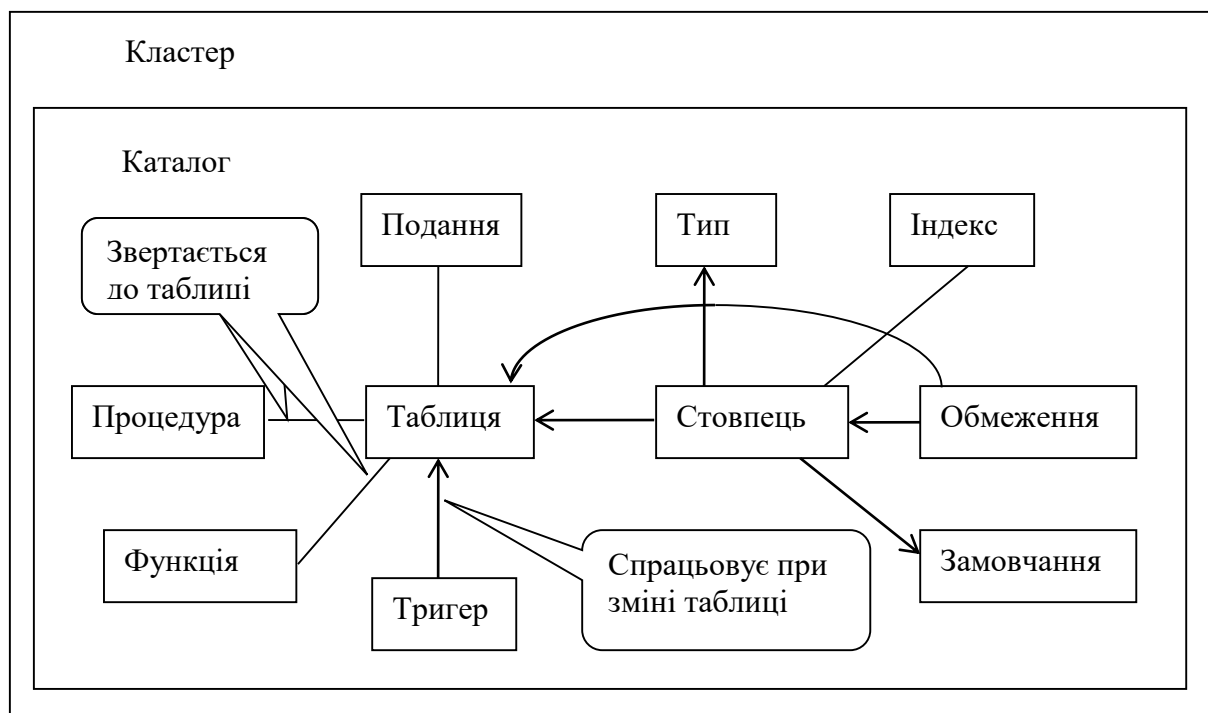 Кластер
Каталог
Подання
Тип
Індекс
Звертається
до таблиці
Процедура
Таблиця
Стовпець
Обмеження
Функція
Тригер
Спрацьовує при
зміні таблиці
Замовчання